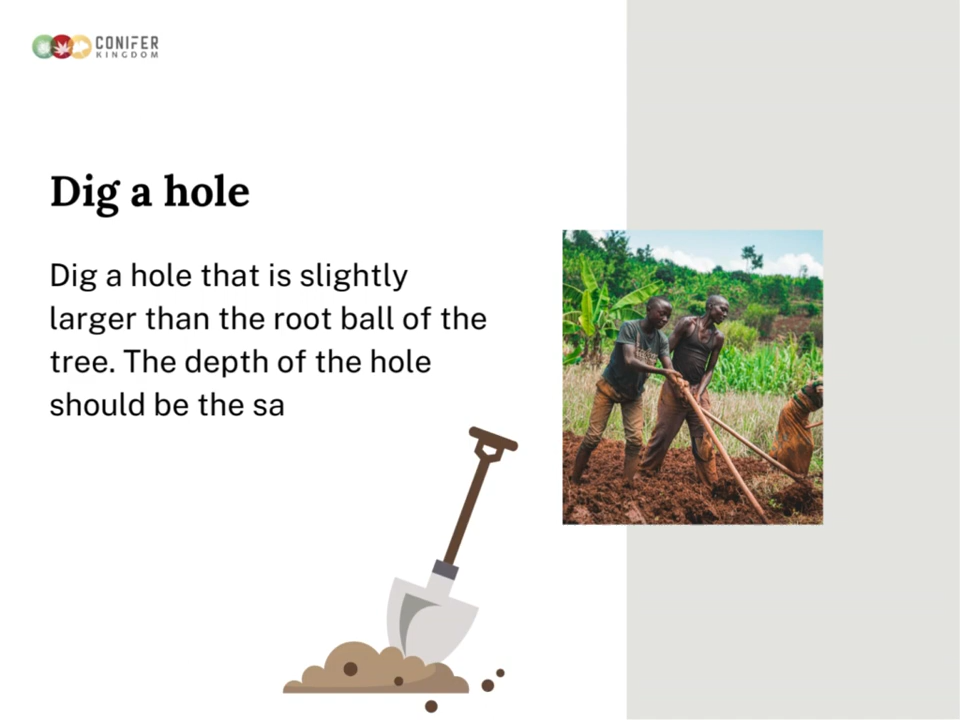 CONIFER
KINGDOM
Dig a hole
Dig a hole that is slightly
larger than the root ball of the
tree. The depth of the hole
should be the sa